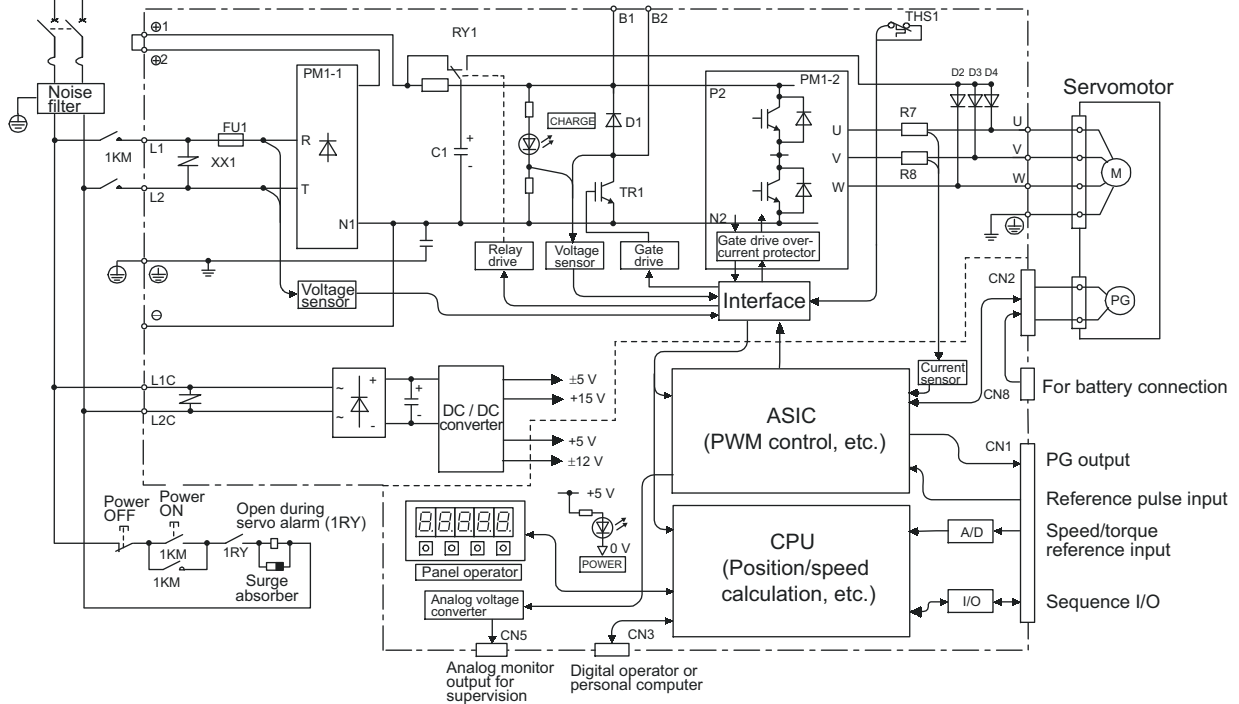 B1 B2
THS1
⊕1
⊕2
RY1
PM1-1
PM1-2
D2 D3 D4
Servomotor
Noise
filter
P2
FU1
L1
R
CHARGE
D1
R7
U
U
1KM
XX1
C1
+
-
V
V
M
R8
L2
T
TR1
W
W
N1
N2
Relay
drive
Voltage
sensor
Gate
drive
Gate drive over-
current protector
CN2
PG
Voltage
sensor
Interface
⊖
Current
sensor
For battery connection
CN8
L1C
L2C
~
~
+
-
+
-
DC / DC
converter
±5 V
+15 V
+5 V
±12 V
ASIC
(PWM control, etc.)
CN1
PG output
Reference pulse input
Power
OFF
Power
ON
Open during
servo alarm (1RY)
1KM
1RY
1KM
Surge
absorber
8.8.8.8.8.
Panel operator
+5 V
0 V
POWER
CPU
(Position/speed
calculation, etc.)
A/D
Speed/torque
reference input
I/O
Sequence I/O
Analog voltage
converter
CN5
CN3
Analog monitor
output for
supervision
Digital operator or
personal computer